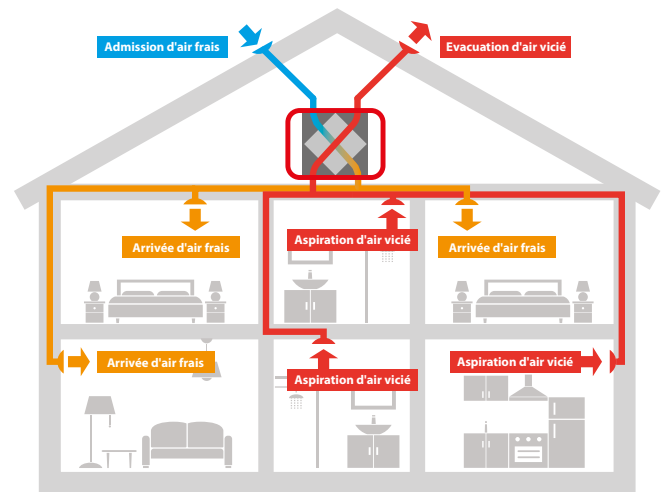 Admission d'air frais
Evacuation d'air vicié
Arrivée d'air frais
Aspiration d'air vicié
Arrivée d'air frais
Arrivée d'air frais
Aspiration d'air vicié
Aspiration d'air vicié